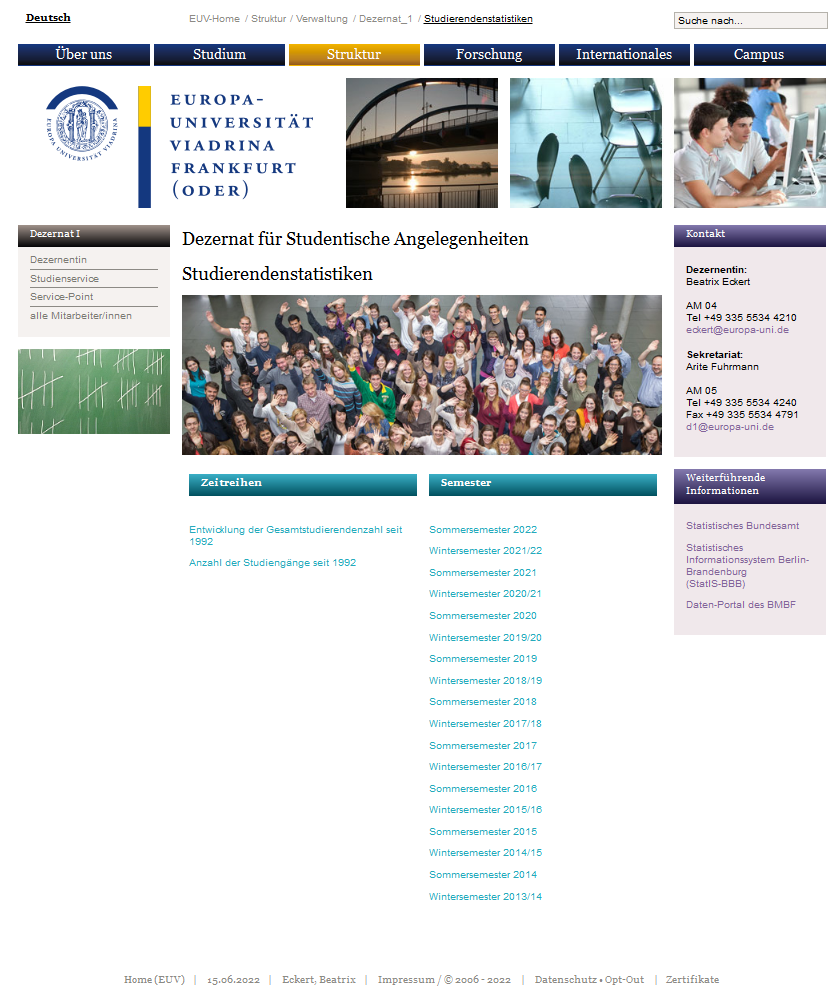 Deutsch
EUV-Home / Struktur / Verwaltung / Dezernat_1 / Studierendenstatistiken
Suche nach...
Über uns
Studium
Struktur
Forschung
Internationales
Campus
EUROPA UNIVERSITÄT VIADRINA
EUROPA-
UNIVERSITÄT
VIADRINA
FRANKFURT
(ODER)
Dezernat I
Dezernentin
Studienservice
Service-Point
alle Mitarbeiter/innen
Dezernat für Studentische Angelegenheiten
Studierendenstatistiken
Zeitreihen
Entwicklung der Gesamtstudierendenzahl seit
1992
Anzahl der Studiengänge seit 1992
Semester
Sommersemester 2022
Wintersemester 2021/22
Sommersemester 2021
Wintersemester 2020/21
Sommersemester 2020
Wintersemester 2019/20
Sommersemester 2019
Wintersemester 2018/19
Sommersemester 2018
Wintersemester 2017/18
Sommersemester 2017
Wintersemester 2016/17
Sommersemester 2016
Wintersemester 2015/16
Sommersemester 2015
Wintersemester 2014/15
Sommersemester 2014
Wintersemester 2013/14
Kontakt
Dezernentin:
Beatrix Eckert
AM 04
Tel +49 335 5534 4210
eckert@europa-uni.de
Sekretariat:
Arite Fuhrmann
AM 05
Tel +49 335 5534 4240
Fax +49 335 5534 4791
d1@europa-uni.de
Weiterführende
Informationen
Statistisches Bundesamt
Statistisches
Informationssystem Berlin-
Brandenburg
(StatIS-BBB)
Daten-Portal des BMBF
Home (EUV) | 15.06.2022 | Eckert, Beatrix | Impressum / © 2006 - 2022 | Datenschutz • Opt-Out | Zertifikate